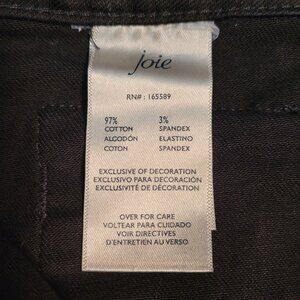 joie
RN# : 165589
97% 3%
COTTON SPANDEX
ALGODÓN ELASTINO
COTON SPANDEX
EXCLUSIVE OF DECORATION
EXCLUSIVO PARA DECORACIÓN
EXCLUSIVITÉ DE DÉCORATION
OVER FOR CARE
VOLTEAR PARA CUIDADO
VOIR DIRECTIVES
D'ENTRETIEN AU VERSO